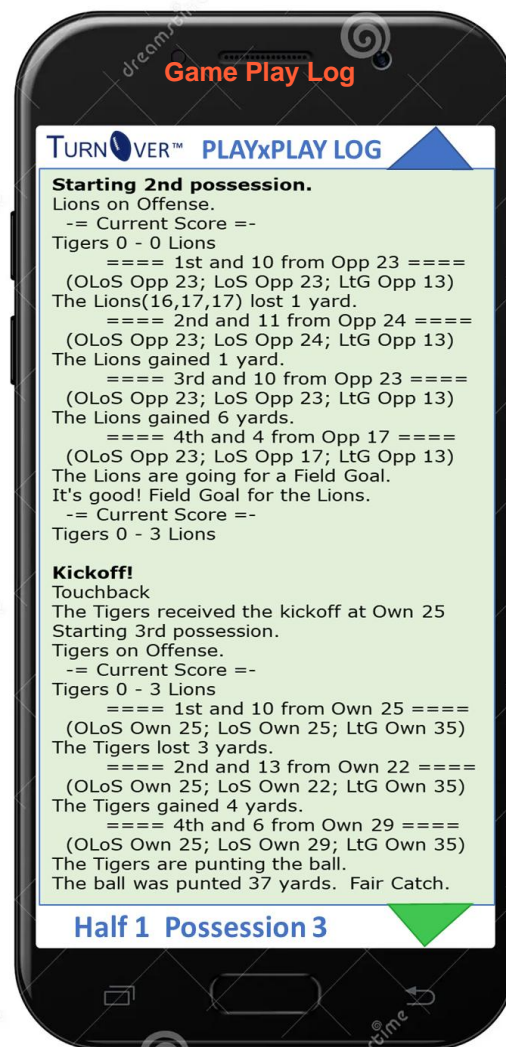 dreamstime
Game Play Log
TURNOVER™ PLAYxPLAY LOG
Starting 2nd possession.
Lions on Offense.
-= Current Score =-
Tigers 0 - 0 Lions
==== 1st and 10 from Opp 23 ====
(OLoS Opp 23; LoS Opp 23; LtG Opp 13)
The Lions(16,17,17) lost 1 yard.
==== 2nd and 11 from Opp 24 ====
(OLoS Opp 23; LoS Opp 24; LtG Opp 13)
The Lions gained 1 yard.
==== 3rd and 10 from Opp 23 ====
(OLoS Opp 23; LoS Opp 23; LtG Opp 13)
The Lions gained 6 yards.
==== 4th and 4 from Opp 17 ====
(OLoS Opp 23; LoS Opp 17; LtG Opp 13)
The Lions are going for a Field Goal.
It's good! Field Goal for the Lions.
-= Current Score =-
Tigers 0 - 3 Lions
Kickoff!
Touchback
The Tigers received the kickoff at Own 25
Starting 3rd possession.
Tigers on Offense.
-= Current Score =-
Tigers 0 - 3 Lions
==== 1st and 10 from Own 25 ====
(OLoS Own 25; LoS Own 25; LtG Own 35)
The Tigers lost 3 yards.
==== 2nd and 13 from Own 22 ====
(OLoS Own 25; LoS Own 22; LtG Own 35)
The Tigers gained 4 yards.
==== 4th and 6 from Own 29 ====
(OLoS Own 25; LoS Own 29; LtG Own 35)
The Tigers are punting the ball.
The ball was punted 37 yards.  Fair Catch.
Half 1 Possession 3